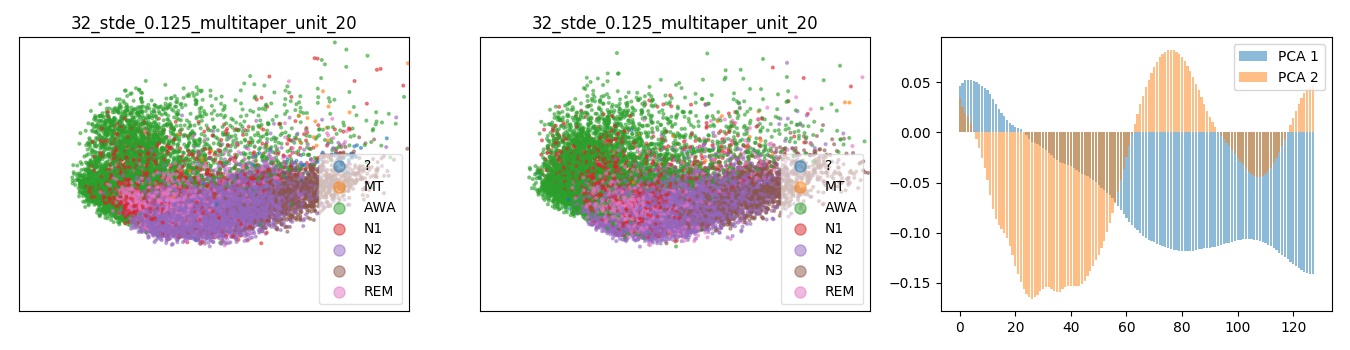 32_stde_0.125_multitaper_unit_20
?
MT
AWA
N1
N2
N3
REM
32_stde_0.125_multitaper_unit_20
?
MT
AWA
N1
N2
N3
REM
PCA 1
PCA 2
0.05
0.00
−0.05
−0.10
−0.15
0 20 40 60 80 100 120